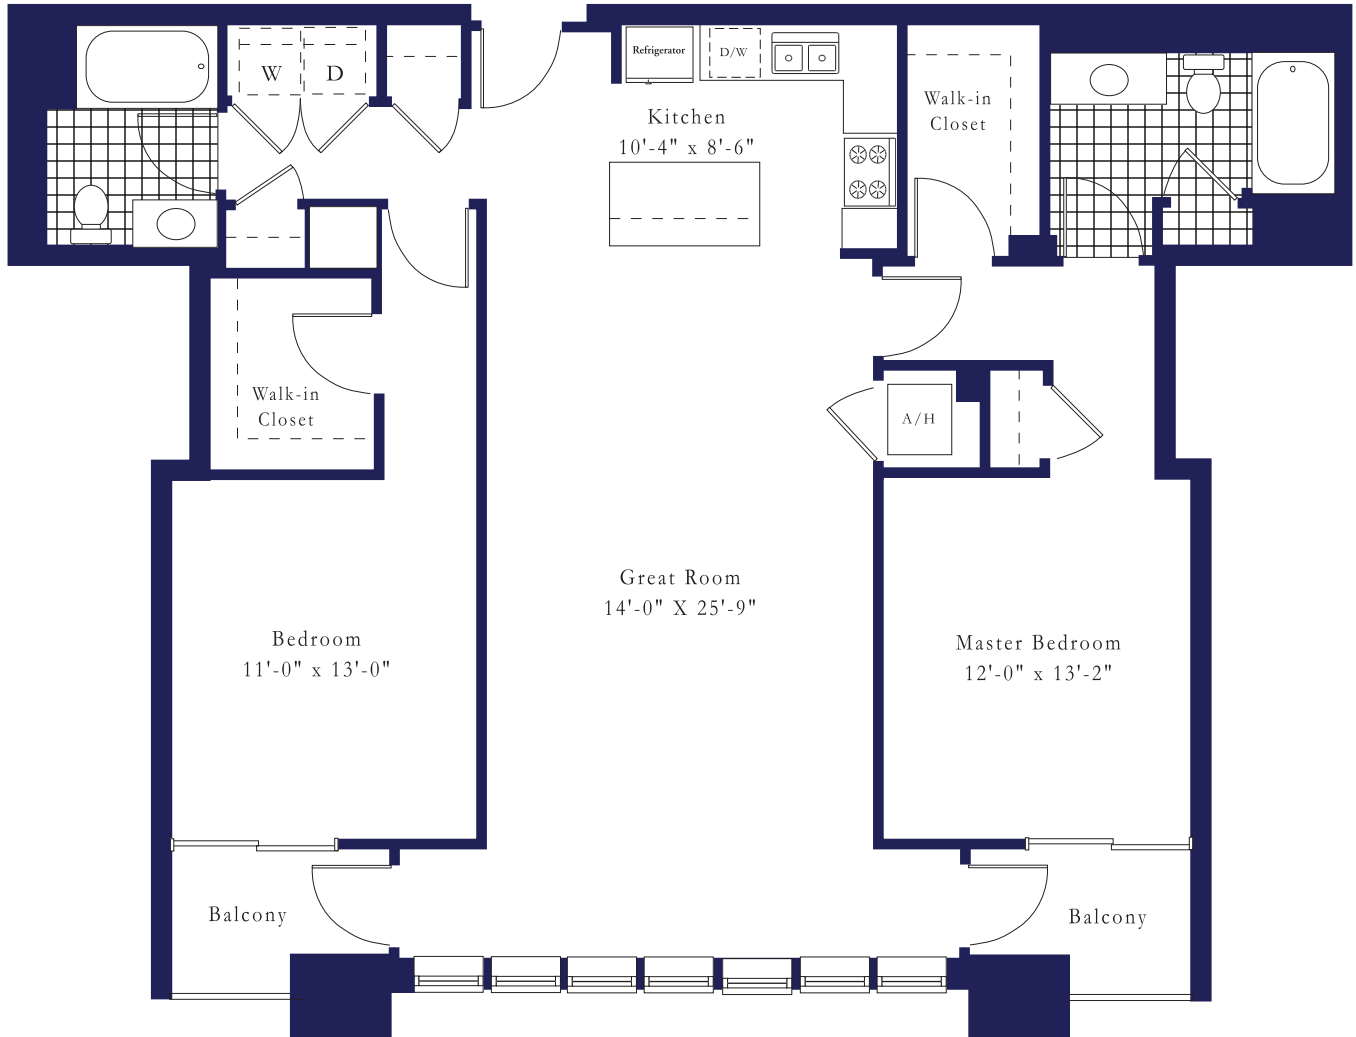 W
D
Refrigerator
D/W
Kitchen
10'-4" x 8'-6"
Walk-in
Closet
Walk-in
Closet
A/H
Great Room
14'-0" X 25'-9"
Bedroom
11'-0" x 13'-0"
Master Bedroom
12'-0" x 13'-2"
Balcony
Balcony